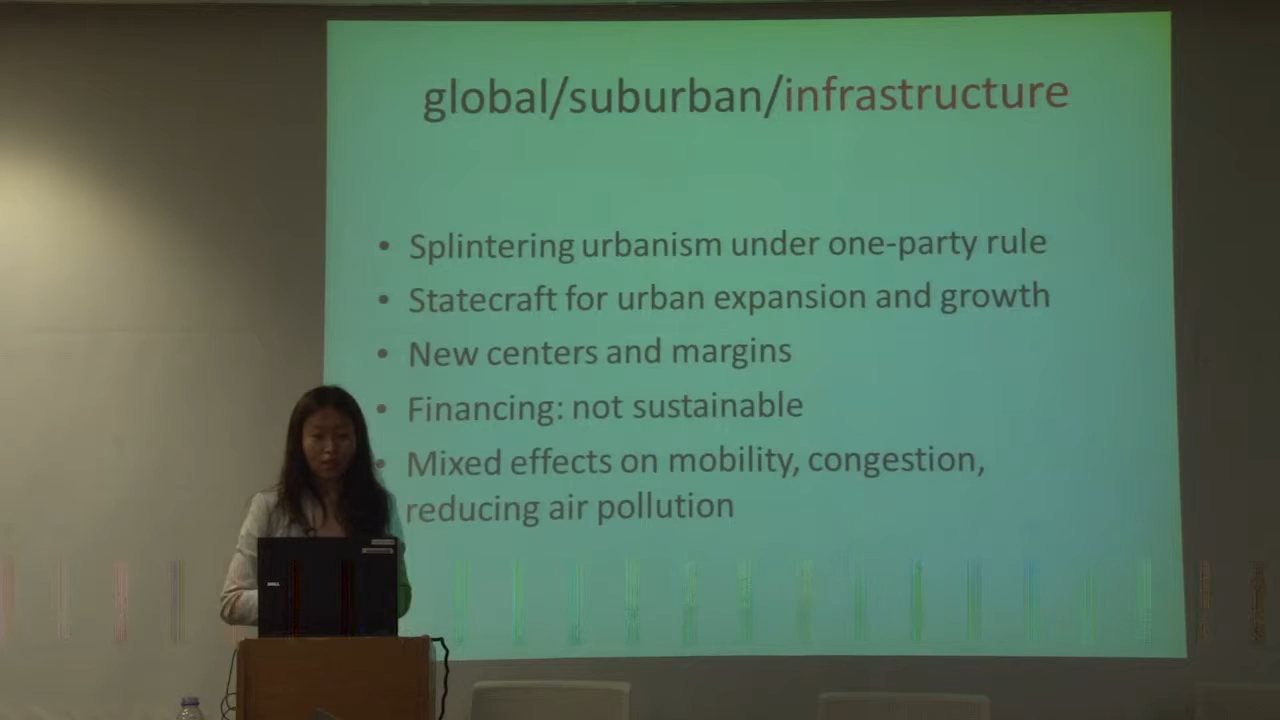 global/suburban/infrastructure
• Splintering urbanism under one-party rule
• Statecraft for urban expansion and growth
• New centers and margins
• Financing: not sustainable
• Mixed effects on mobility, congestion,
reducing air pollution
DELL